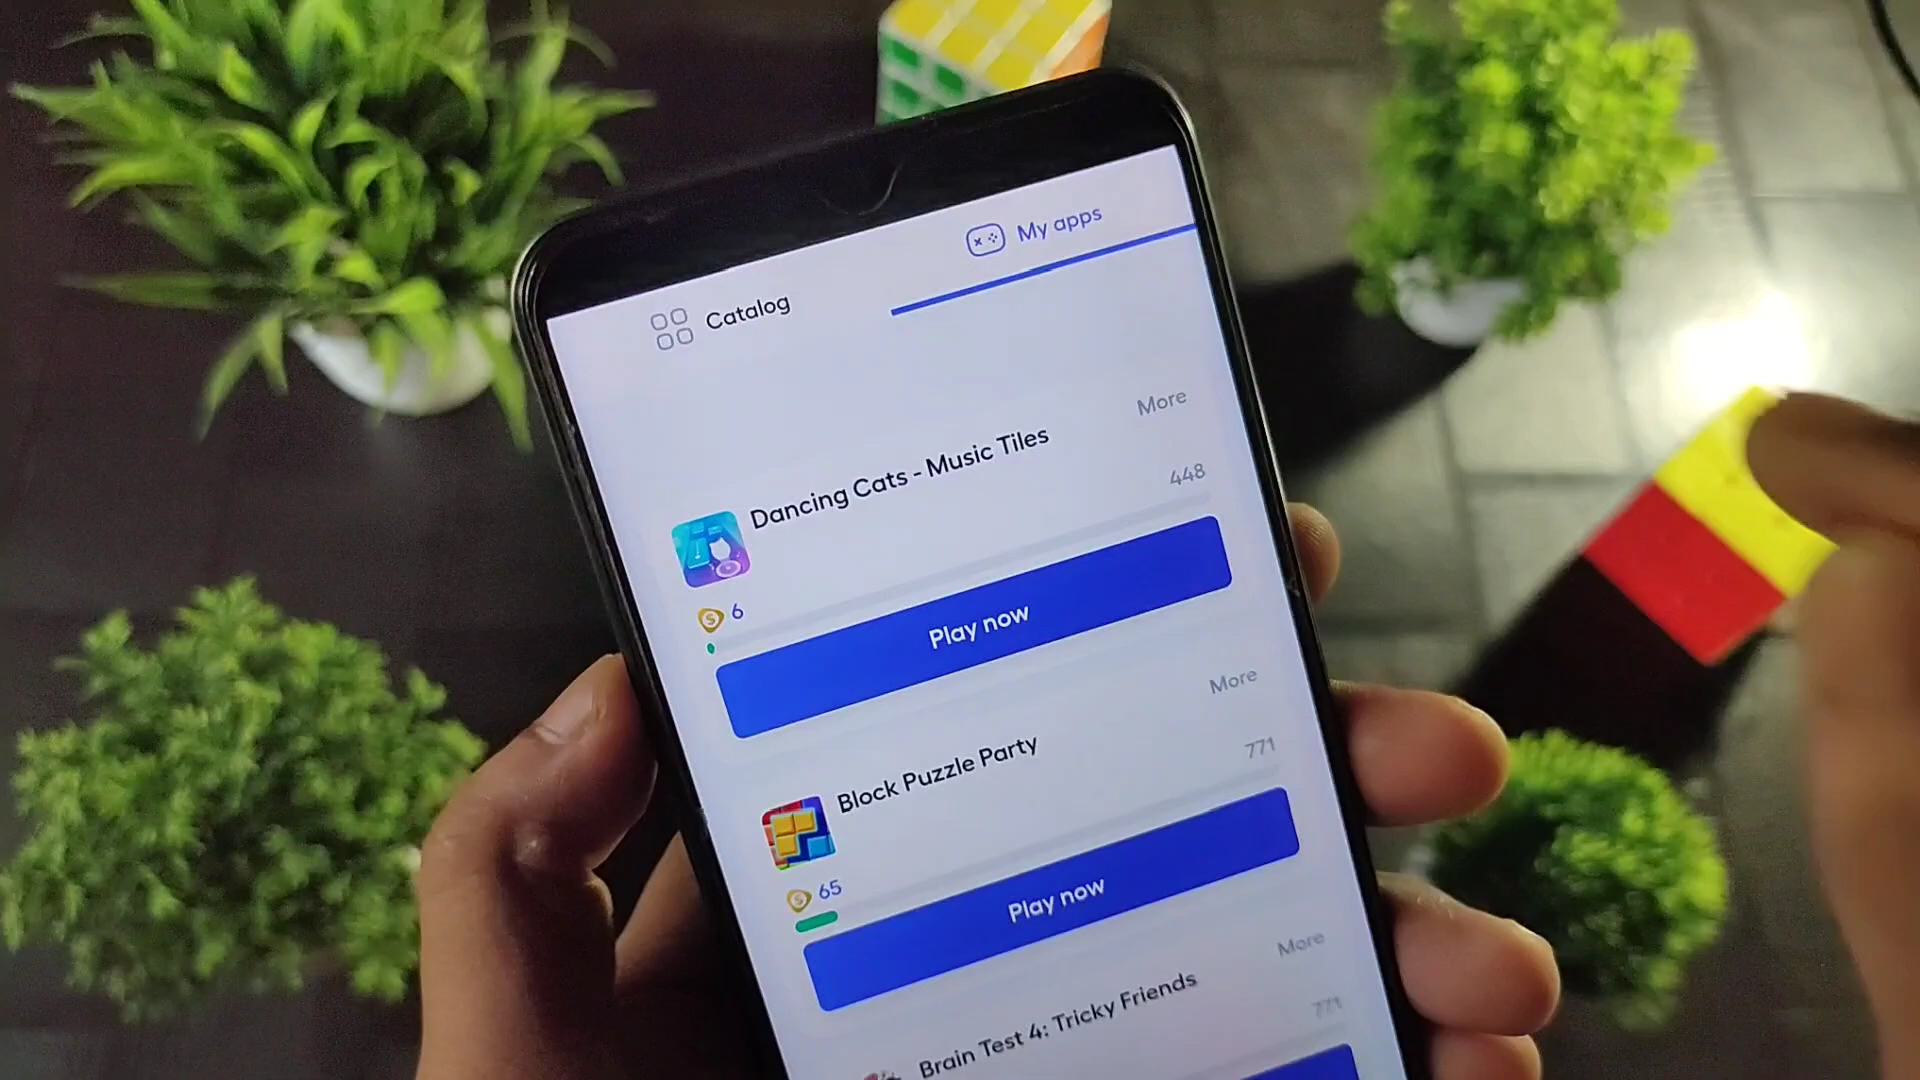 Catalog
My apps
More
Dancing Cats - Music Tiles
448
6
Play now
More
Block Puzzle Party
771
65
Play now
More
Brain Test 4: Tricky Friends
771